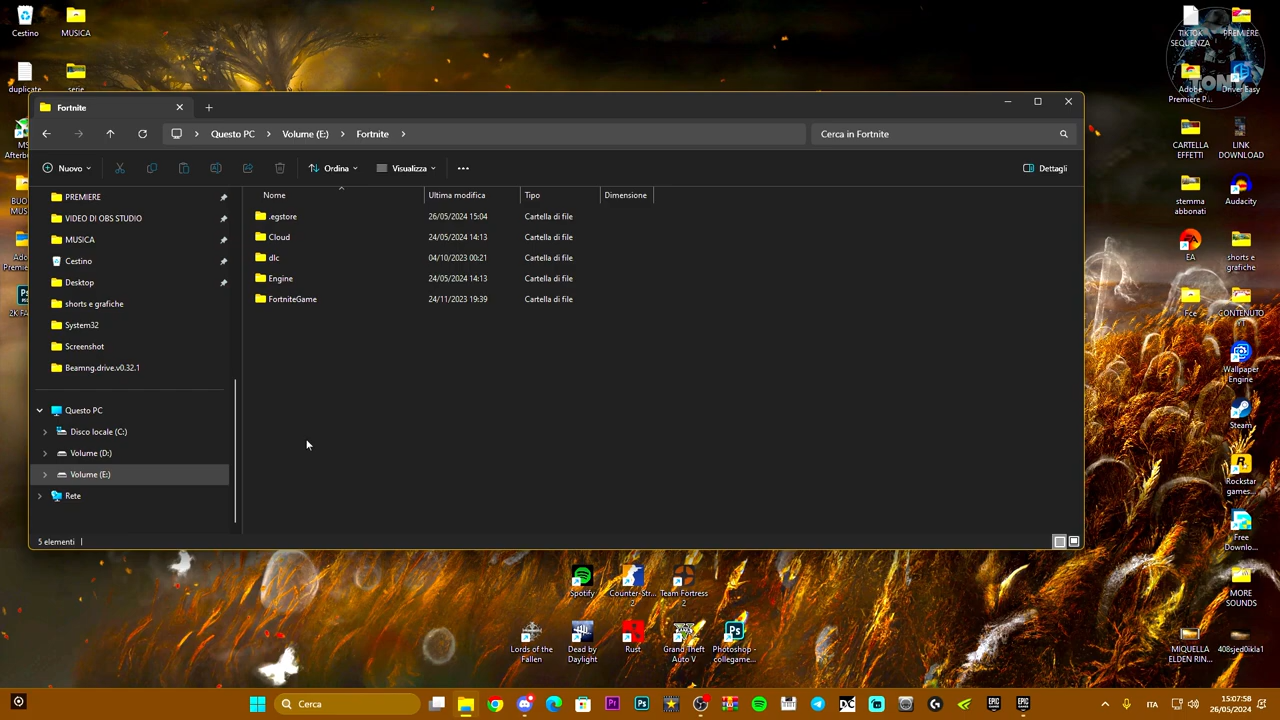 Cestino
MUSICA
duplicate
serie
TIKTOK
SEQUENZA
PREMIERE
Adobe
Premiere P...
Driver Easy
TONY
CARTELLA
EFFETTI
LINK
DOWNLOAD
stemma
abbonati
Audacity
EA
shorts e
grafiche
Fce
Wallpaper
Engine
Steam
Rockstar
games...
Free
Downlo...
MORE
SOUNDS
MIQUELLA
ELDEN RIN...
408sjed0ikla1
Fortnite
Questo PC
Volume (E:)
Fortnite
Cerca in Fortnite
Nuovo
Ordina
Visualizza
Dettagli
PREMIERE
VIDEO DI OBS STUDIO
MUSICA
Cestino
Desktop
shorts e grafiche
System32
Screenshot
Beamng.drive.v0.32.1
Questo PC
Disco locale (C:)
Volume (D:)
Volume (E:)
Rete
Nome Ultima modifica Tipo Dimensione
.egstore 26/05/2024 15:04 Cartella di file
Cloud 24/05/2024 14:13 Cartella di file
dlc 04/10/2023 00:21 Cartella di file
Engine 24/05/2024 14:13 Cartella di file
FortniteGame 24/11/2023 19:39 Cartella di file
5 elementi
Spotify
Counter-Str...
2
Team Fortress
2
Lords of the
Fallen
Dead by
Daylight
Rust
Grand Theft
Auto V
Photoshop -
collegame...
Cerca
ITA
15:07:58
26/05/2024